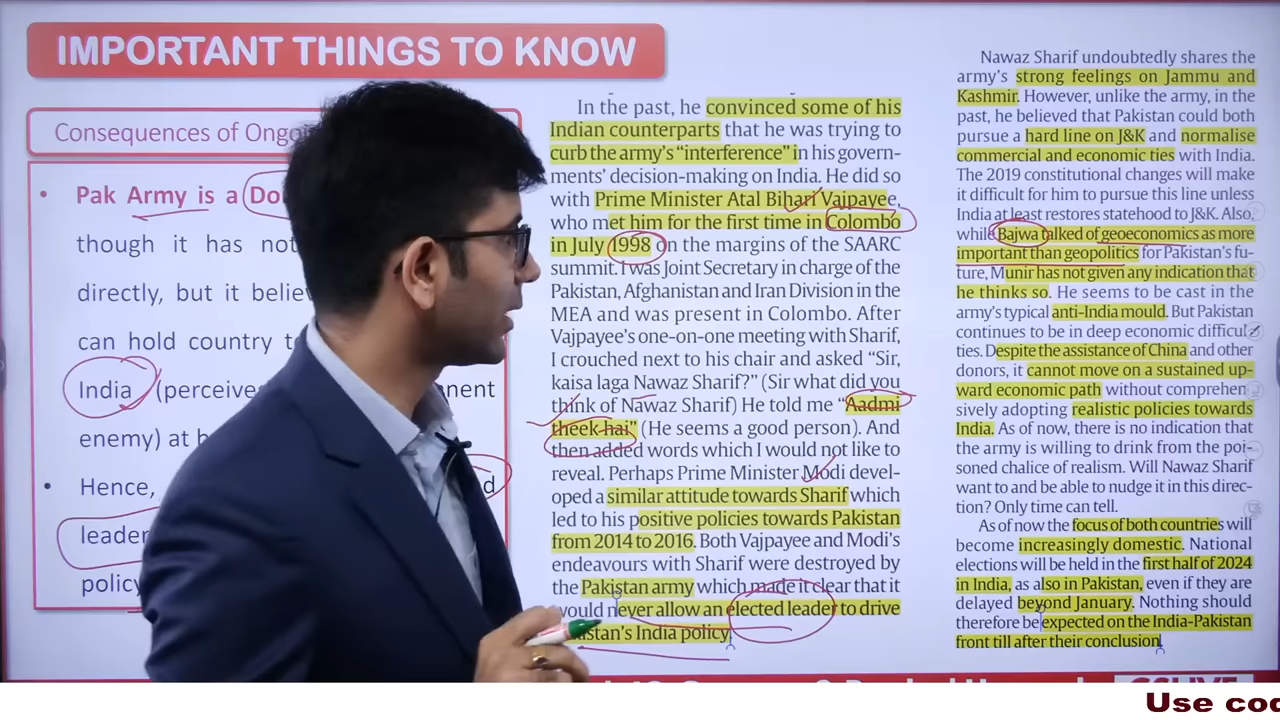 IMPORTANT THINGS TO KNOW
Consequences of
• Pak Army is a
though it has not
directly, but it
can hold country
India
enemy) at
• Hence,
leader
policy
In the past, he convinced some of his
Indian counterparts that he was trying to
curb the army's "interference" in his govern-
ments' decision-making on India. He did so
with Prime Minister Atal Bihari Vajpayee,
who met him for the first time in Colombo
in July 1998 on the margins of the SAARC
summit. I was Joint Secretary in charge of the
Pakistan, Afghanistan and Iran Division in the
MEA and was present in Colombo. After
Vajpayee's one-on-one meeting with Sharif,
I crouched next to his chair and asked "Sir,
kaisa laga Nawaz Sharif?" (Sir what did you
think of Nawaz Sharif) He told me "Aadmi
theek hai" (He seems a good person). And
then added words which I would not like to
reveal. Perhaps Prime Minister Modi devel-
oped a similar attitude towards Sharif which
led to his positive policies towards Pakistan
from 2014 to 2016. Both Vajpayee and Modi's
endeavours with Sharif were destroyed by
the Pakistan army which made it clear that it
would never allow an elected leader to drive
India policy.
Nawaz Sharif undoubtedly shares the
army's strong feelings on Jammu and
Kashmir. However, unlike the army, in the
past, he believed that Pakistan could both
pursue a hard line on J&K and normalise
commercial and economic ties with India.
The 2019 constitutional changes will make
it difficult for him to pursue this line unless
India at least restores statehood to J&K. Also,
while Bajwa talked of geoeconomics as more
important than geopolitics for Pakistan's fu-
ture, Munir has not given any indication that
he thinks so. He seems to be cast in the
army's typical anti-India mould. But Pakistan
continues to be in deep economic difficul-
ties. Despite the assistance of China and other
donors, it cannot move on a sustained up-
ward economic path without comprehen-
sively adopting realistic policies towards
India. As of now, there is no indication that
the army is willing to drink from the poi-
soned chalice of realism. Will Nawaz Sharif
want to and be able to nudge it in this direc-
tion? Only time can tell.
As of now the focus of both countries will
become increasingly domestic. National
elections will be held in the first half of 2024
in India, as also in Pakistan, even if they are
delayed beyond January. Nothing should
therefore be expected on the India-Pakistan
front till after their conclusion.
Use